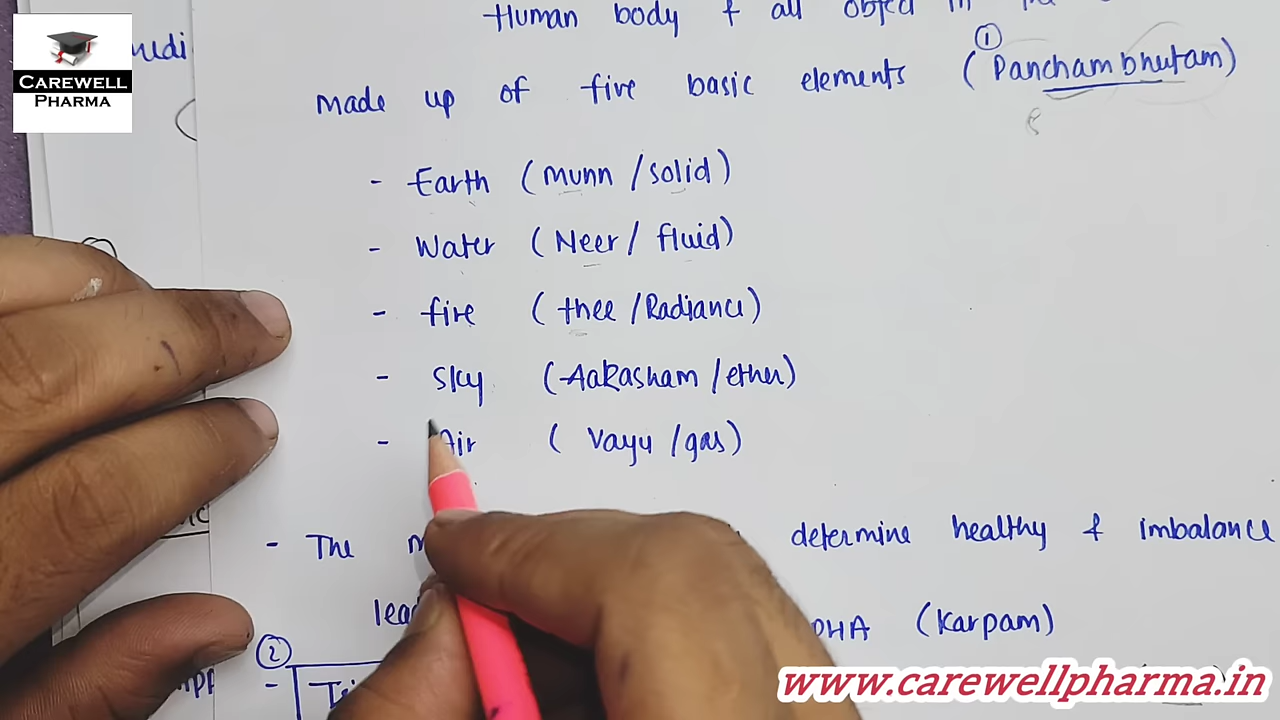 CAREWELL
PHARMA
Human body & all object in
made up of five basic elements (Panchambhutam)
①
- Earth (munn /solid)
- Water (Neer / fluid)
- fire (thee /Radiance)
- Sky (Aakasham /ether)
- Air ( Vayu /gas)
- The determine healthy & imbalance
(Karpam)
②
www.carewellpharma.in